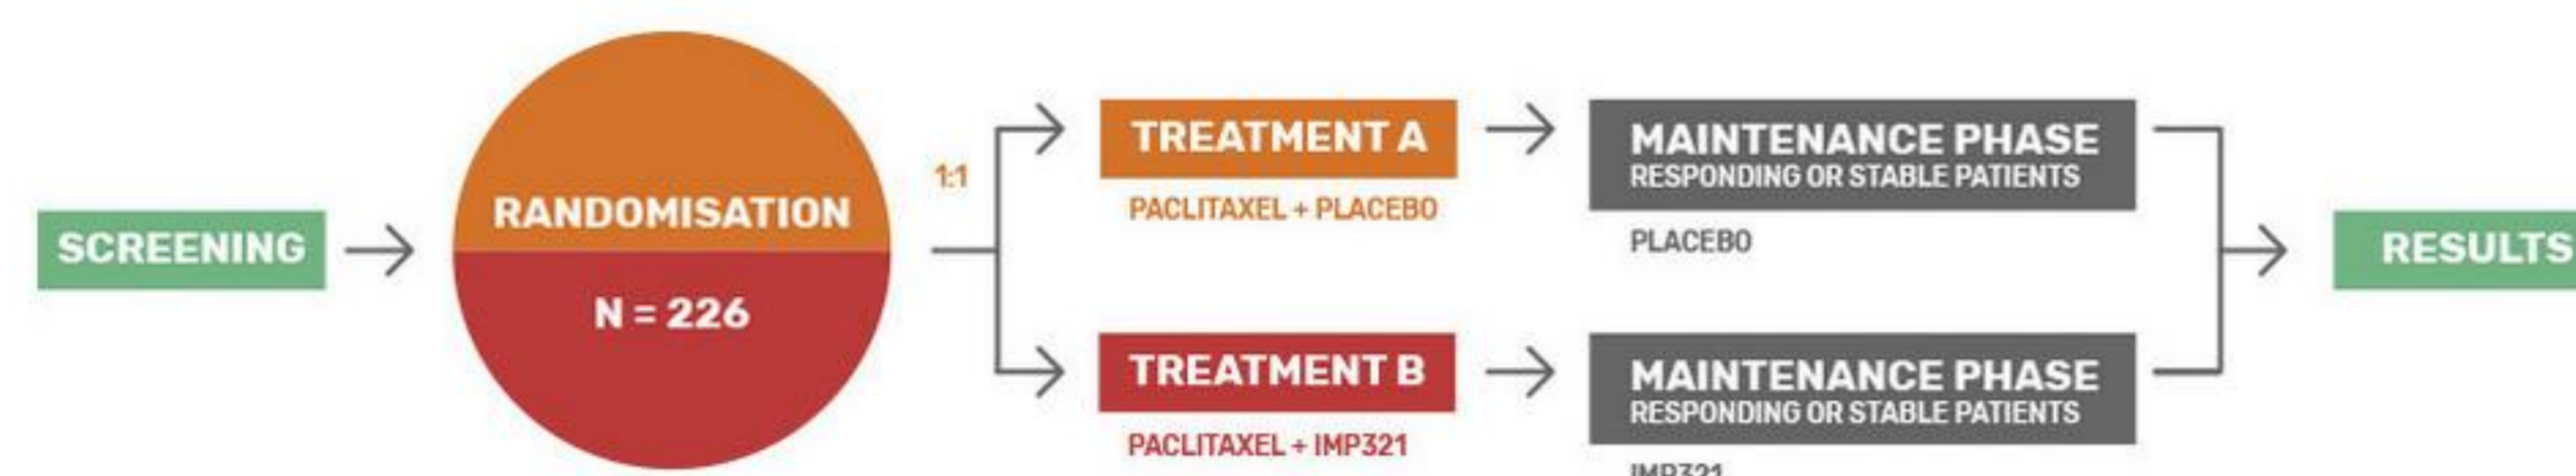 SCREENING
RANDOMISATION
N = 226
1:1
TREATMENT A
PACLITAXEL + PLACEBO
MAINTENANCE PHASE
RESPONDING OR STABLE PATIENTS
PLACEBO
TREATMENT B
PACLITAXEL + IMP321
MAINTENANCE PHASE
RESPONDING OR STABLE PATIENTS
IMP321
RESULTS